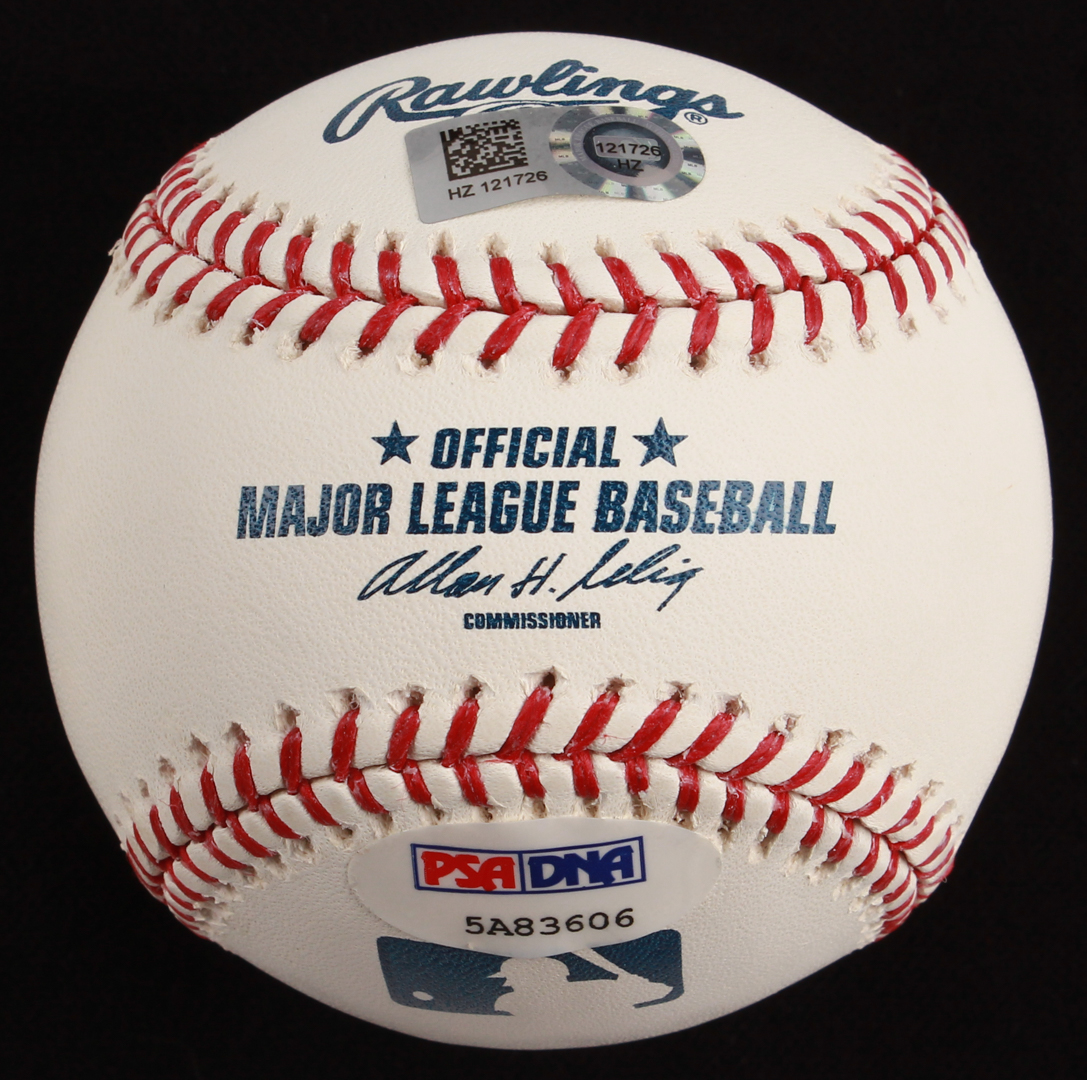 Rawlings®
HZ 121726
121726
HZ
★ OFFICIAL ★
MAJOR LEAGUE BASEBALL
Allan H. Selig
COMMISSIONER
PSA DNA
5A83606